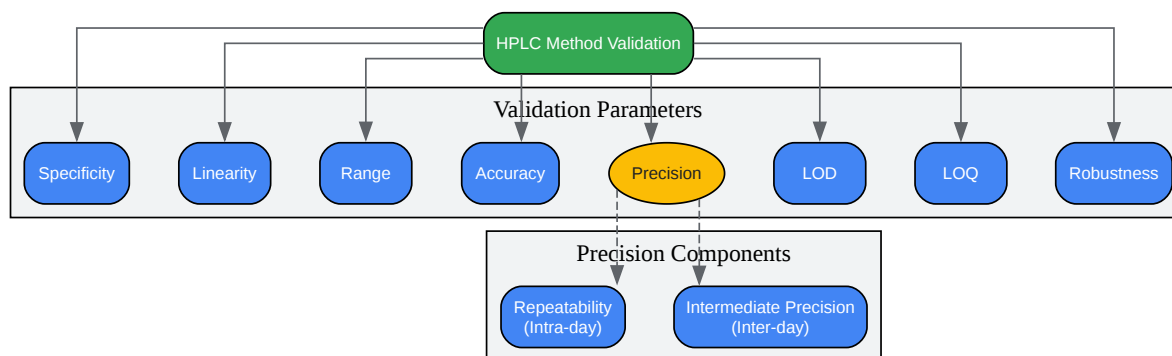 HPLC Method Validation
Validation Parameters
Specificity
Linearity
Range
Accuracy
Precision
LOD
LOQ
Robustness
Precision Components
Repeatability
(Intra-day)
Intermediate Precision
(Inter-day)